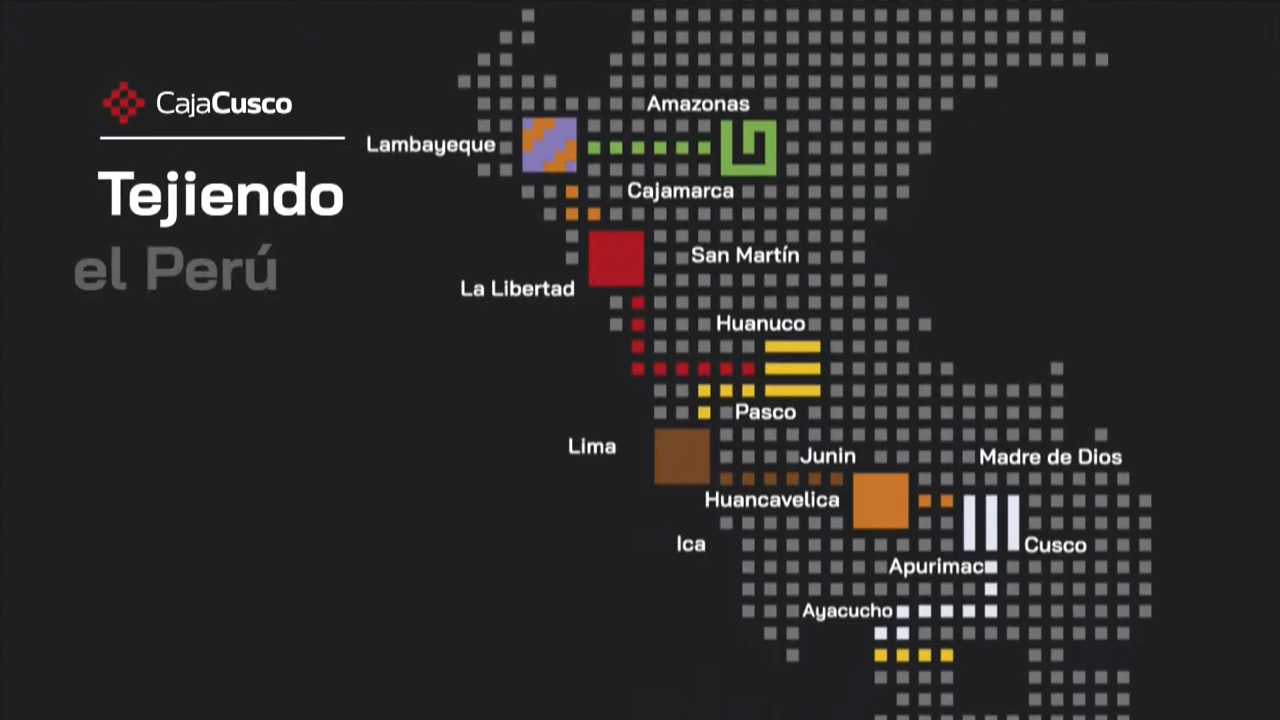 CajaCusco
Tejiendo
el Perú
Amazonas
Lambayeque
Cajamarca
San Martín
La Libertad
Huanuco
Pasco
Lima
Junin
Madre de Dios
Huancavelica
Ica
Cusco
Apurimac
Ayacucho